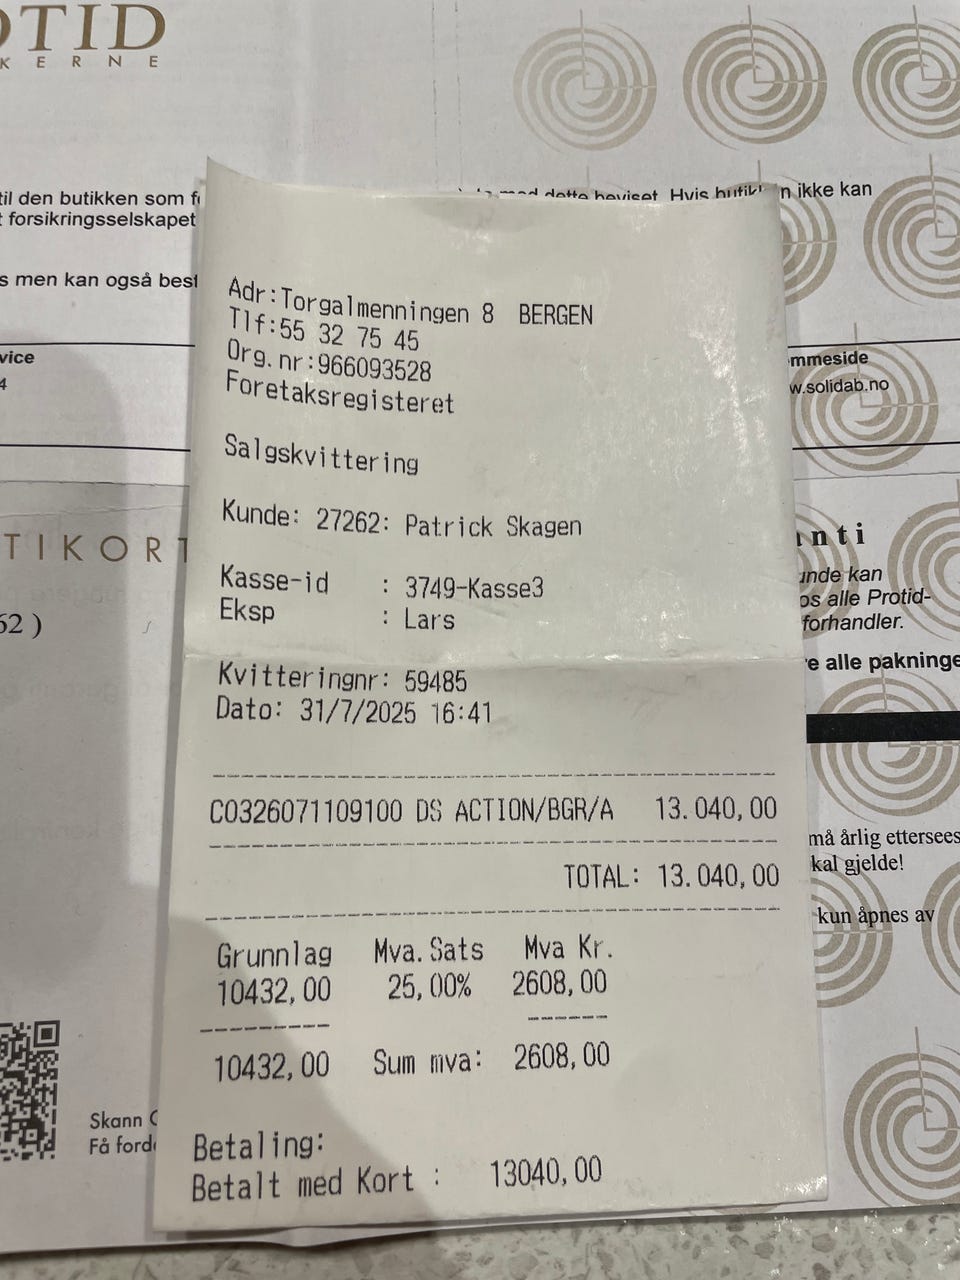 OTID
KERNE
til den butikken som
dette beviset. Hvis
n ikke kan
forsikringsselskapet
s men kan også
vice
4
mmeside
w.solidab.no
Adr:Torgalmenningen 8 BERGEN
Tlf:55 32 75 45
Org.nr:966093528
Foretaksregisteret
Salgskvittering
Kunde: 27262: Patrick Skagen
Kasse-id : 3749-Kasse3
Eksp : Lars
Kvitteringnr: 59485
Dato: 31/7/2025 16:41
C0326071109100 DS ACTION/BGR/A 13.040,00
TOTAL: 13.040,00
Grunnlag Mva.Sats Mva Kr.
10432,00 25,00% 2608,00
10432,00 Sum mva: 2608,00
Betaling:
Betalt med Kort : 13040,00
TIKORT
62 )
nti
unde kan
os alle Protid-
forhandler.
e alle pakninge
må årlig ettersees
kal gjelde!
kun åpnes av
Skann
Få